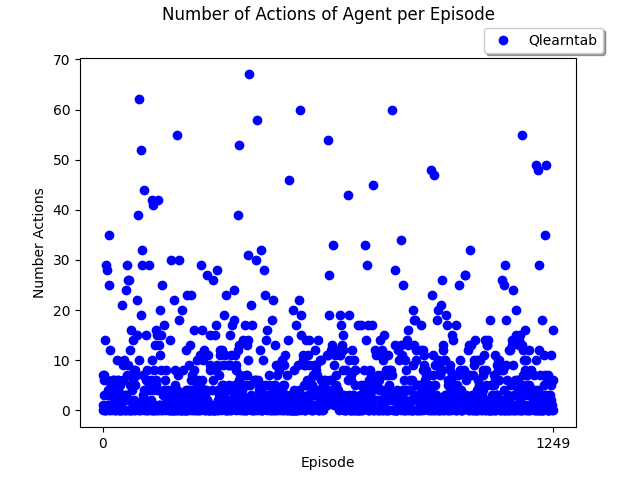 Number of Actions of Agent per Episode
Qlearntab
70
60
50
40
30
20
10
0
Number Actions
0 1249
Episode